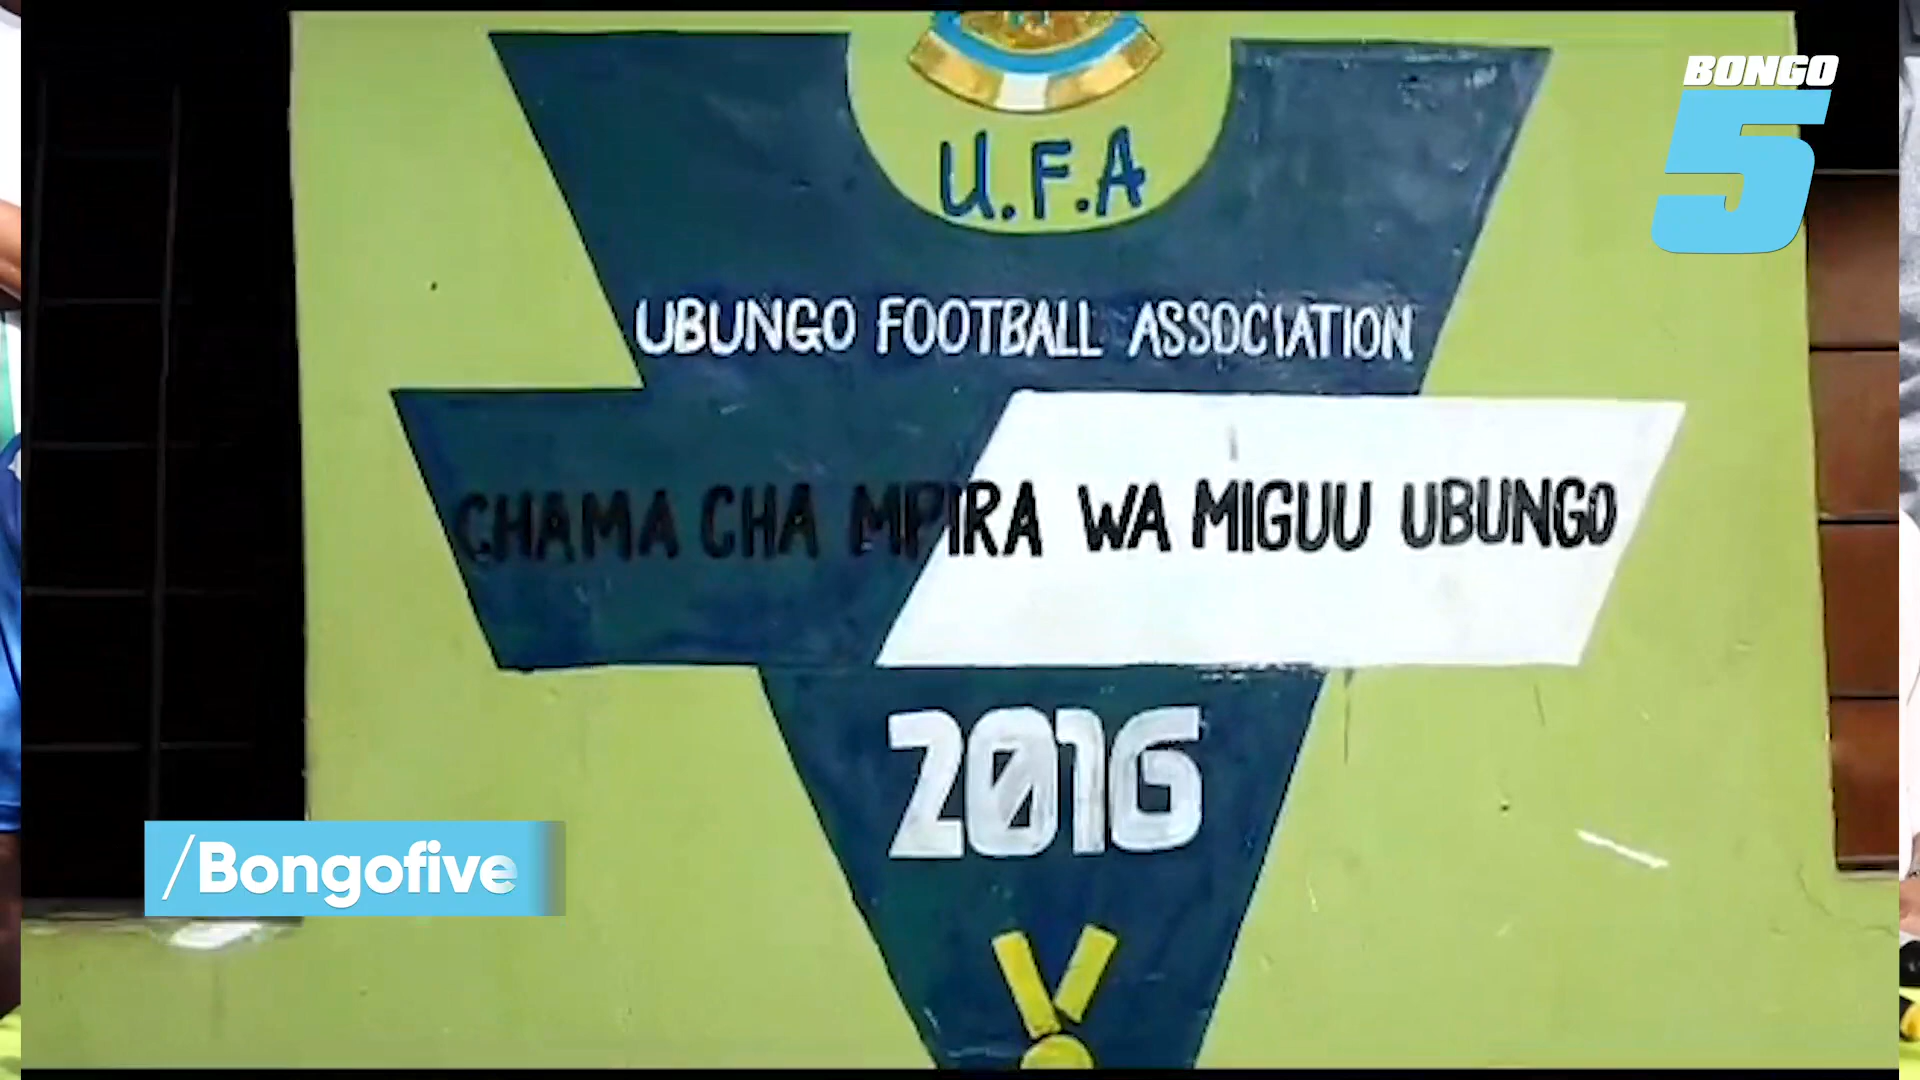 BONGO
5
U.F.A
UBUNGO FOOTBALL ASSOCIATION
CHAMA CHA MPIRA WA MIGUU UBUNGO
2016
/Bongofive